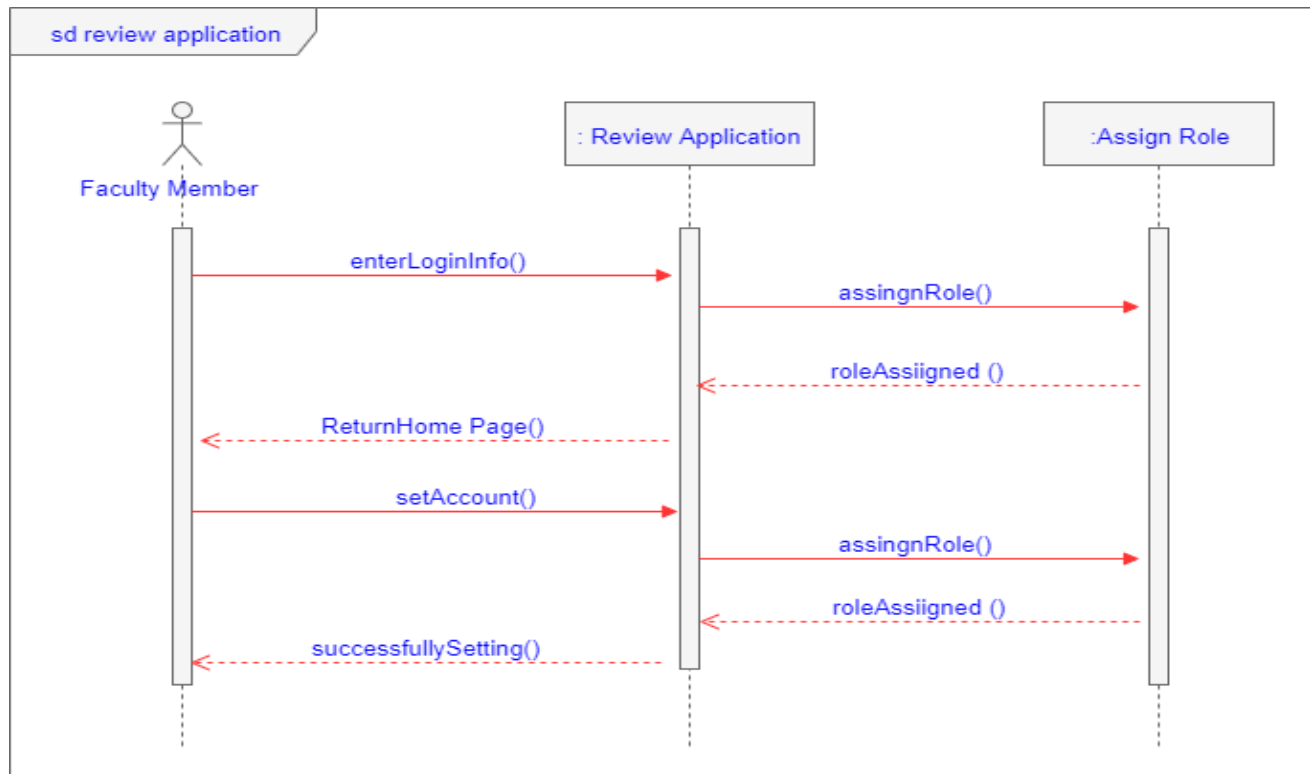 sd review application
Faculty Member
: Review Application
:Assign Role
enterLoginInfo()
assingnRole()
roleAssiigned ()
ReturnHome Page()
setAccount()
assingnRole()
roleAssiigned ()
successfullySetting()